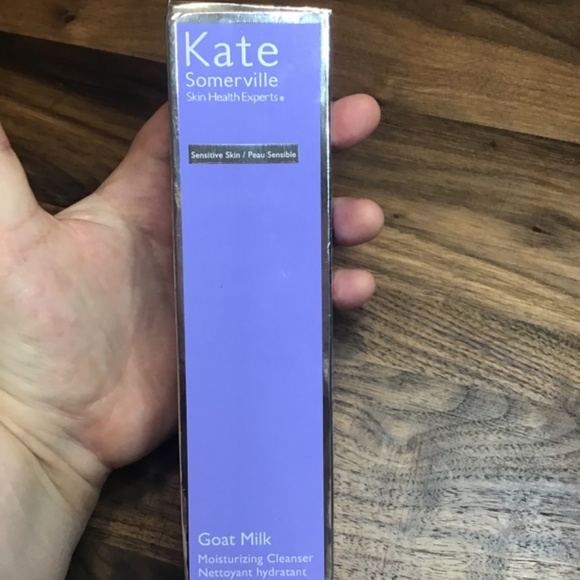 Kate
Somerville
Skin Health Experts®
Sensitive Skin / Peau Sensible
Goat Milk
Moisturizing Cleanser
Nettoyant hydratant